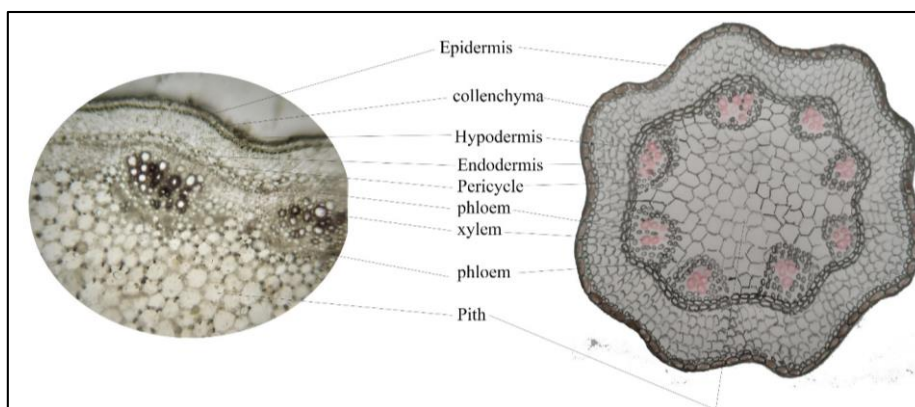 Epidermis
collenchyma
Hypodermis
Endodermis
Pericycle
phloem
xylem
phloem
Pith